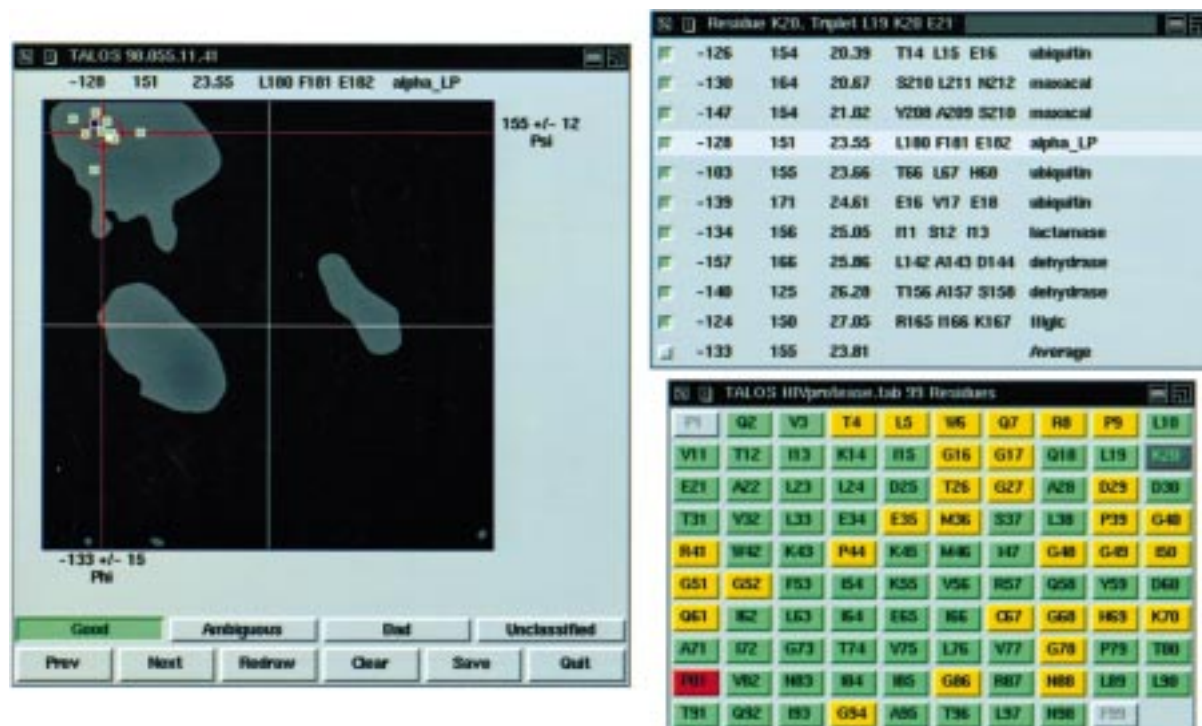 TALOS 98.055.11.41
-128 151 23.55 L180 F181 E182 alpha_LP
155 +/- 12
Psi
-133 +/- 15
Phi
Good Ambiguous Bad Unclassified
Prev Next Redraw Clear Save Quit
Residue K20, Triplet L19 K20 E21
-126 154 20.39 T14 L15 E16 ubiquitin
-130 164 20.67 S210 L211 N212 maxacal
-147 154 21.02 Y208 A209 S210 maxacal
-128 151 23.55 L180 F181 E182 alpha_LP
-103 155 23.66 T66 L67 H68 ubiquitin
-139 171 24.61 E16 V17 E18 ubiquitin
-134 156 25.05 I11 S12 I13 lactamase
-157 166 25.86 L142 A143 D144 dehydrase
-140 125 26.28 T156 A157 S158 dehydrase
-124 150 27.05 R165 I166 K167
-133 155 23.81 Average
TALOS HIVprotease.tab 99 Residues
P1 Q2 V3 T4 L5 W6 Q7 R8 P9 L10
V11 T12 I13 K14 I15 G16 G17 Q18 L19 K20
E21 A22 L23 L24 D25 T26 G27 A28 D29 D30
T31 V32 L33 E34 E35 M36 S37 L38 P39 G40
R41 W42 K43 P44 K45 M46 I47 G48 G49 I50
G51 G52 F53 I54 K55 V56 R57 Q58 Y59 D60
Q61 I62 L63 I64 E65 I66 C67 G68 H69 K70
A71 I72 G73 T74 V75 L76 V77 G78 P79 T80
P81 V82 N83 I84 I85 G86 R87 N88 L89 L90
T91 Q92 I93 G94 A95 T96 L97 N98 F99